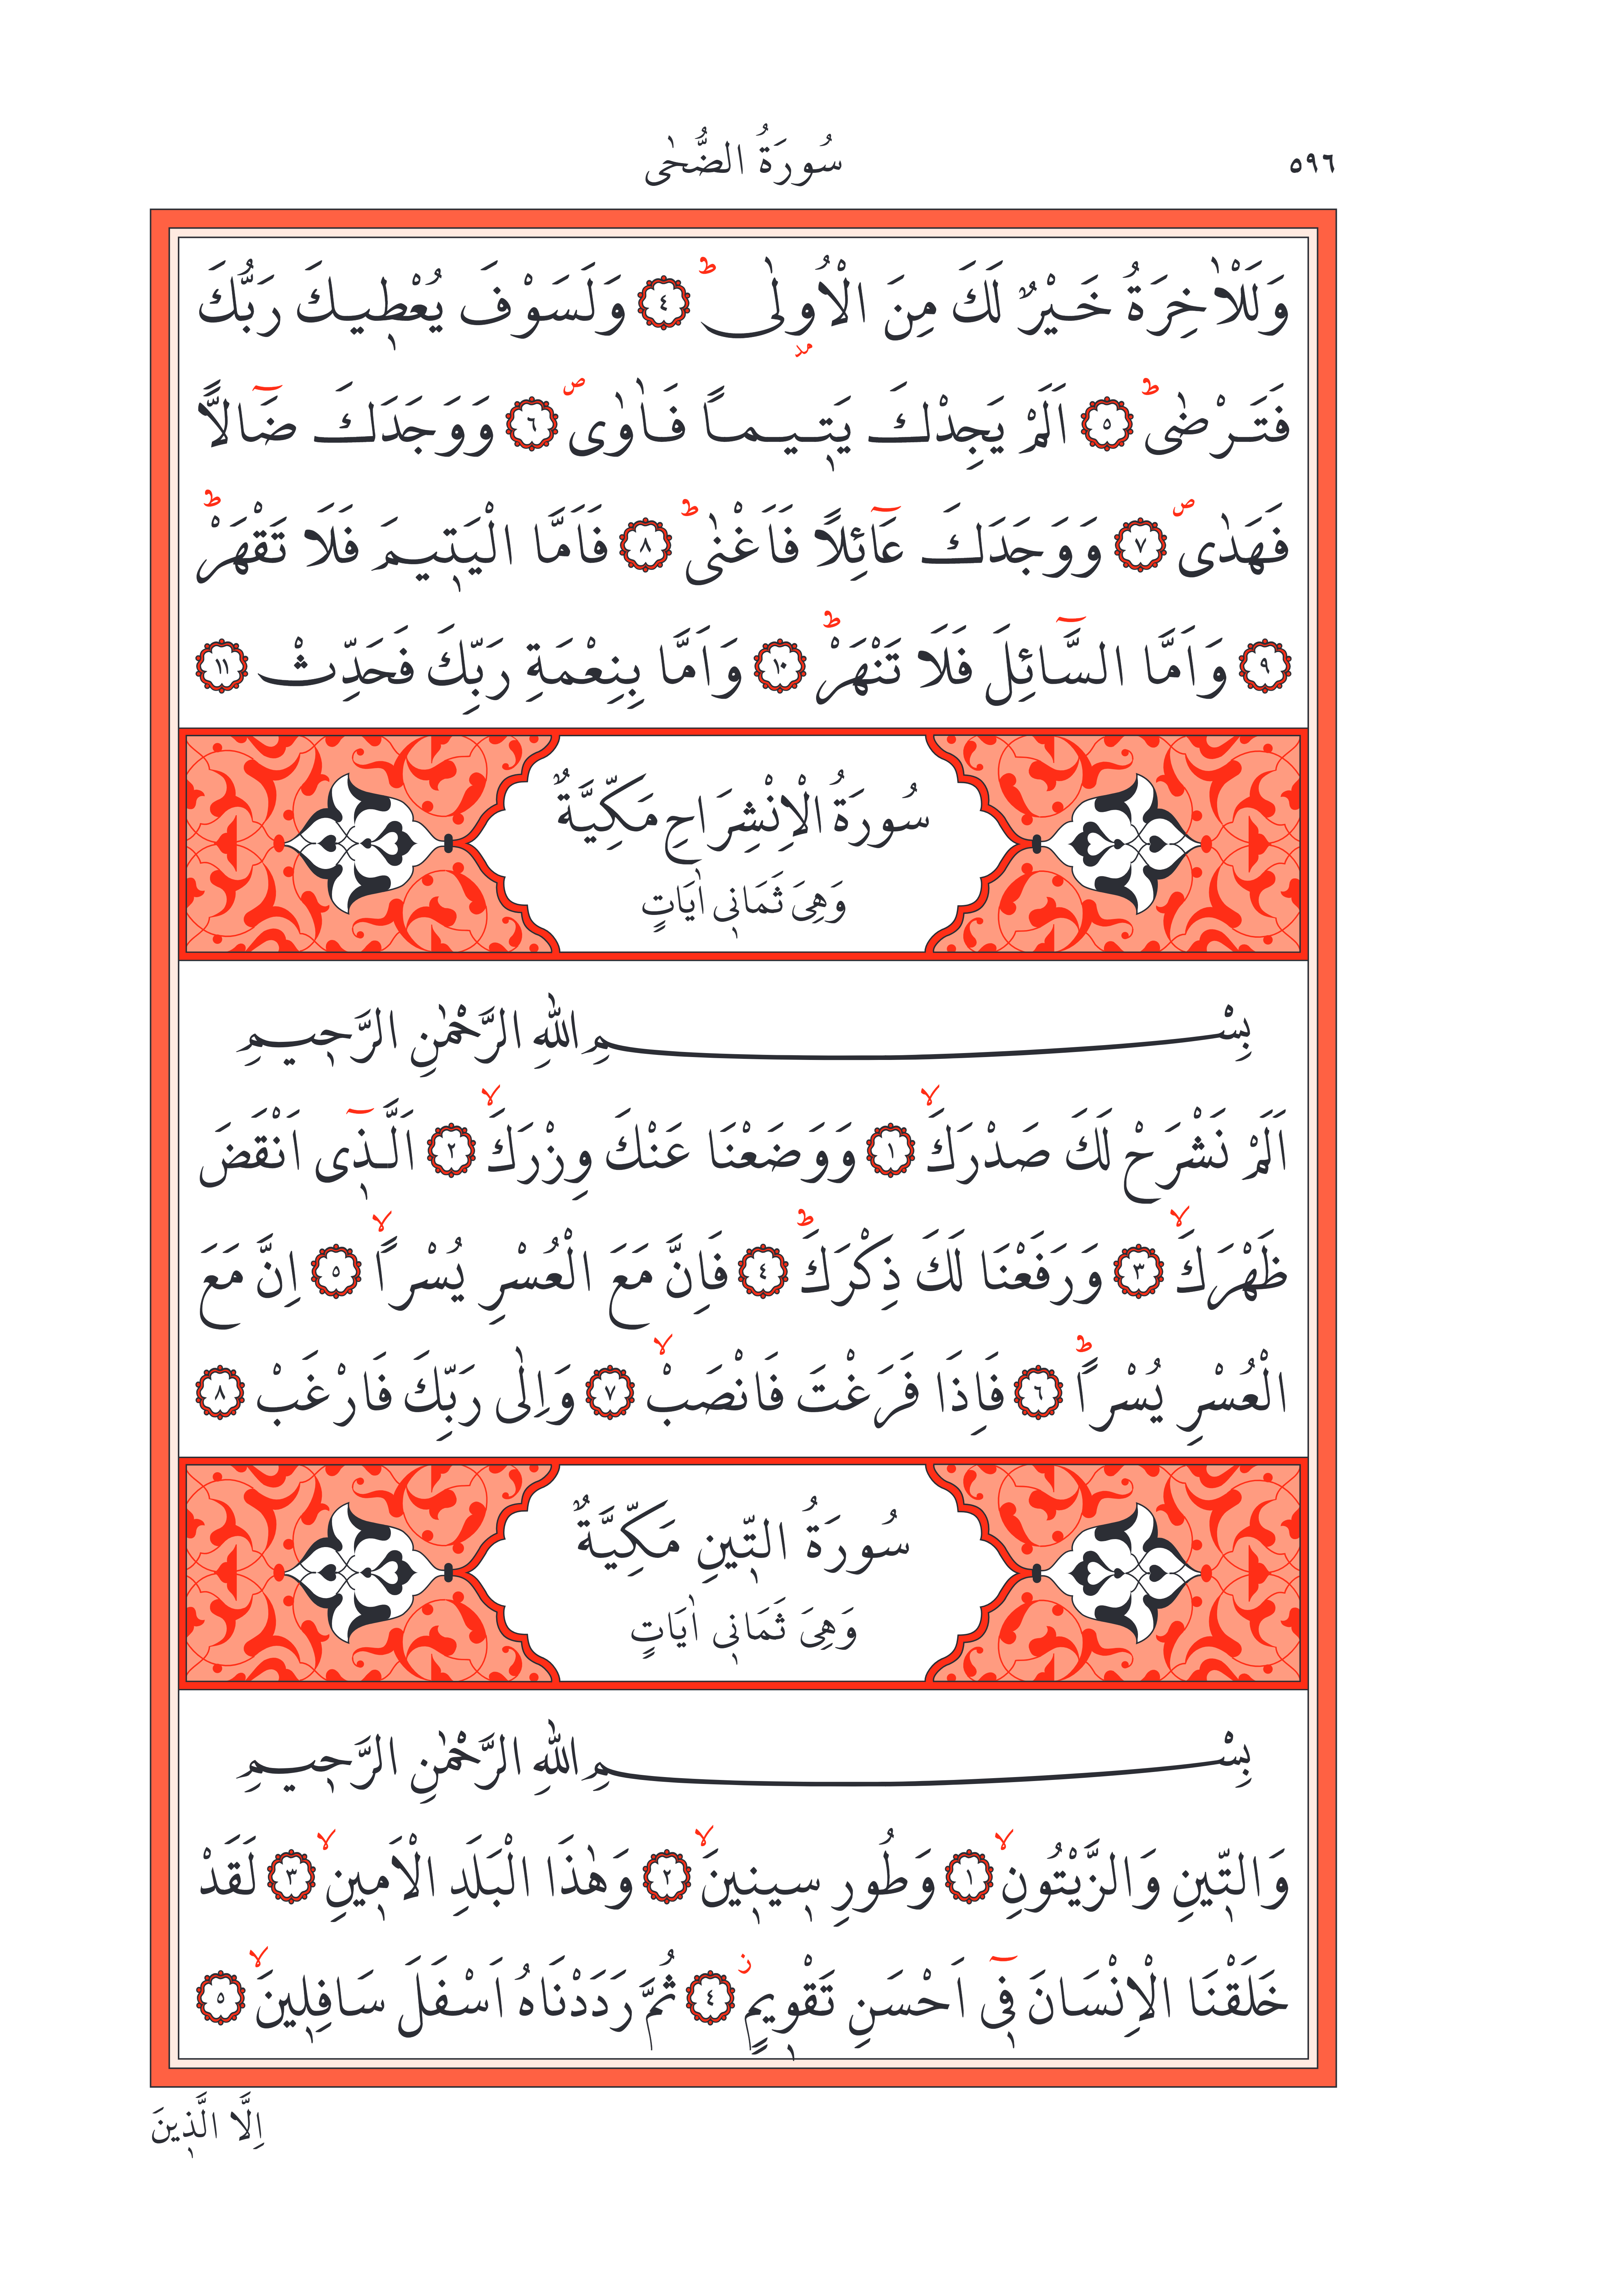 ٥٩٦
سُورَةُ الضُّحٰى
وَلَلْاٰخِرَةُ خَيْرٌ لَكَ مِنَ الْاُو۫لٰىۜ ﴿٤﴾ وَلَسَوْفَ يُعْط۪يكَ رَبُّكَ
فَتَرْضٰىۜ ﴿٥﴾ اَلَمْ يَجِدْكَ يَت۪يماً فَاٰوٰىۖ ﴿٦﴾ وَوَجَدَكَ ضَٓالاًّ
فَهَدٰىۖ ﴿٧﴾ وَوَجَدَكَ عَٓائِلاً فَاَغْنٰىۜ ﴿٨﴾ فَاَمَّا الْيَت۪يمَ فَلَا تَقْهَرْۜ
﴿٩﴾ وَاَمَّا السَّٓائِلَ فَلَا تَنْهَرْۜ ﴿١٠﴾ وَاَمَّا بِنِعْمَةِ رَبِّكَ فَحَدِّثْ ﴿١١﴾
سُورَةُ الْاِنْشِرَاحِ مَكِّيَّةٌ
وَهِيَ ثَمَان۪ي اٰيَاتٍ
بِسْمِ اللّٰهِ الرَّحْمٰنِ الرَّح۪يمِ
اَلَمْ نَشْرَحْ لَكَ صَدْرَكَۙ ﴿١﴾ وَوَضَعْنَا عَنْكَ وِزْرَكَۙ ﴿٢﴾ اَلَّـذ۪ٓي اَنْقَضَ
ظَهْرَكَۙ ﴿٣﴾ وَرَفَعْنَا لَكَ ذِكْرَكَۜ ﴿٤﴾ فَاِنَّ مَعَ الْعُسْرِ يُسْراًۙ ﴿٥﴾ اِنَّ مَعَ
الْعُسْرِ يُسْراًۜ ﴿٦﴾ فَاِذَا فَرَغْتَ فَانْصَبْۙ ﴿٧﴾ وَاِلٰى رَبِّكَ فَارْغَبْ ﴿٨﴾
سُورَةُ التّ۪ينِ مَكِّيَّةٌ
وَهِيَ ثَمَان۪ي اٰيَاتٍ
بِسْمِ اللّٰهِ الرَّحْمٰنِ الرَّح۪يمِ
وَالتّ۪ينِ وَالزَّيْتُونِۙ ﴿١﴾ وَطُورِ س۪ين۪ينَۙ ﴿٢﴾ وَهٰذَا الْبَلَدِ الْاَم۪ينِۙ ﴿٣﴾ لَقَدْ
خَلَقْنَا الْاِنْسَانَ ف۪ٓي اَحْسَنِ تَقْو۪يمٍۘ ﴿٤﴾ ثُمَّ رَدَدْنَاهُ اَسْفَلَ سَافِل۪ينَۙ ﴿٥﴾
اِلَّا الَّذ۪ينَ